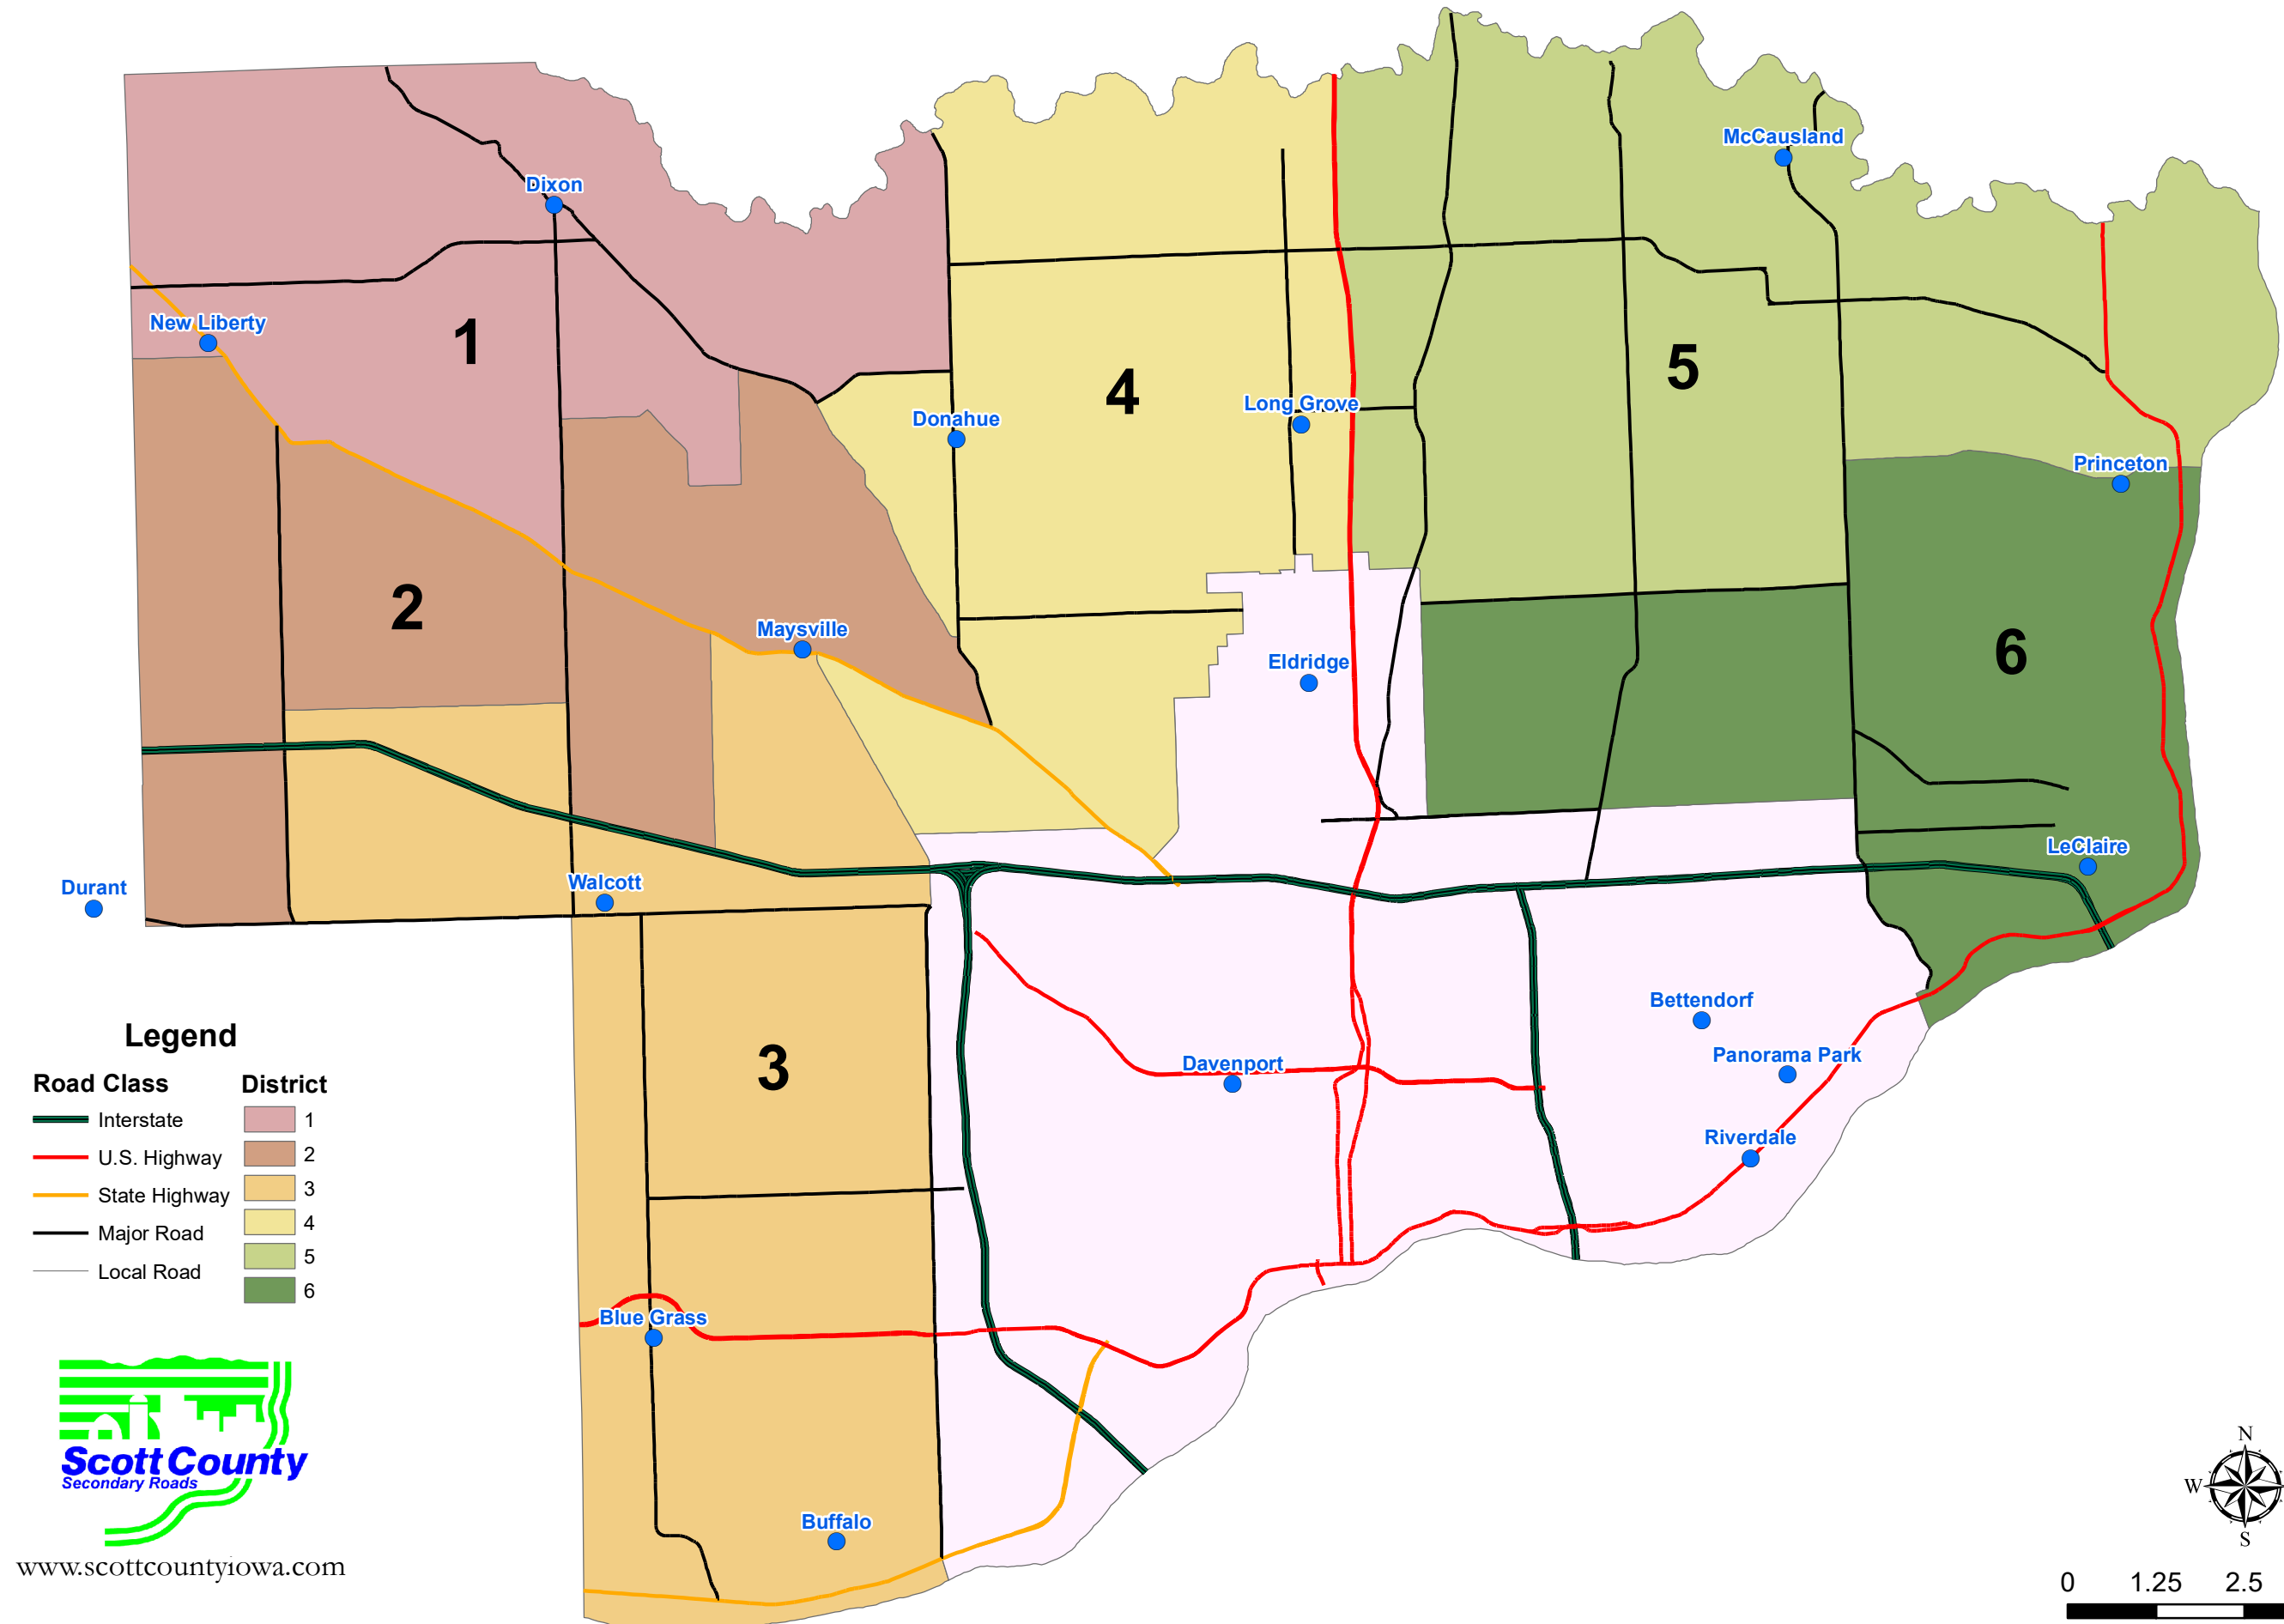 McCausland
Dixon
New Liberty
1
4
5
Long Grove
Donahue
Princeton
2
Maysville
6
Eldridge
LeClaire
Durant
Walcott
Bettendorf
3
Panorama Park
Davenport
Riverdale
Blue Grass
Buffalo
Legend
Road Class
District
Interstate
1
U.S. Highway
2
State Highway
3
Major Road
4
Local Road
5
6
Scott County
Secondary Roads
www.scottcountyiowa.com
N
W
S
0 1.25 2.5